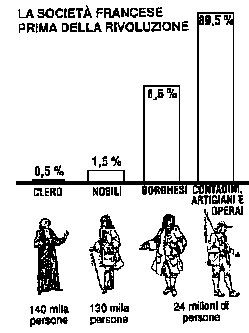 LA SOCIETÀ FRANCESE
PRIMA DELLA RIVOLUZIONE
89,5 %
8,5 %
1,5 %
0,5 %
CLERO
NOBILI
BORGHESI
CONTADINI,
ARTIGIANI E
OPERAI
140 mila
persone
130 mila
persone
24 milioni di
persone